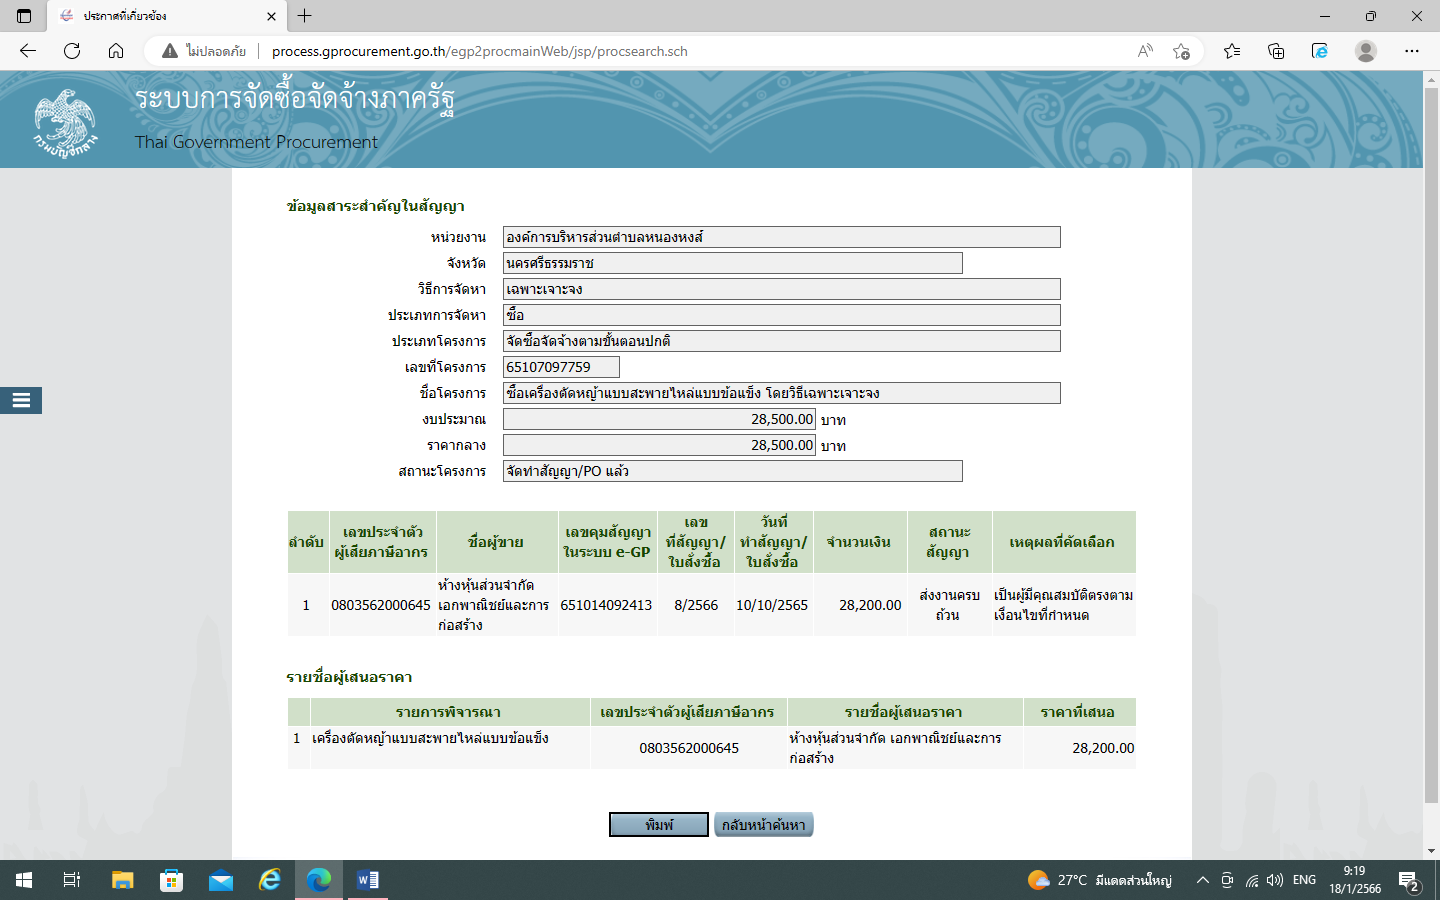 ประกาศที่เกี่ยวข้อง
ไม่ปลอดภัย
process.gprocurement.go.th/egp2procmainWeb/jsp/procsearch.sch
ระบบการจัดซื้อจัดจ้างภาครัฐ
Thai Government Procurement
กรมบัญชีกลาง
ข้อมูลสาระสำคัญในสัญญา
หน่วยงาน องค์การบริหารส่วนตำบลหนองหงส์
จังหวัด นครศรีธรรมราช
วิธีการจัดหา เฉพาะเจาะจง
ประเภทการจัดหา ซื้อ
ประเภทโครงการ จัดซื้อจัดจ้างตามขั้นตอนปกติ
เลขที่โครงการ 65107097759
ชื่อโครงการ ซื้อเครื่องตัดหญ้าแบบสะพายไหล่แบบข้อแข็ง โดยวิธีเฉพาะเจาะจง
งบประมาณ 28,500.00 บาท
ราคากลาง 28,500.00 บาท
สถานะโครงการ จัดทำสัญญา/PO แล้ว
ลำดับ เลขประจำตัวผู้เสียภาษีอากร ชื่อผู้ขาย เลขคุมสัญญาในระบบ e-GP เลขที่สัญญา/ใบสั่งซื้อ วันที่ทำสัญญา/ใบสั่งซื้อ จำนวนเงิน สถานะสัญญา เหตุผลที่คัดเลือก
1 0803562000645 ห้างหุ้นส่วนจำกัด เอกพาณิชย์และการก่อสร้าง 651014092413 8/2566 10/10/2565 28,200.00 ส่งงานครบถ้วน เป็นผู้มีคุณสมบัติตรงตามเงื่อนไขที่กำหนด
รายชื่อผู้เสนอราคา
รายการพิจารณา เลขประจำตัวผู้เสียภาษีอากร รายชื่อผู้เสนอราคา ราคาที่เสนอ
1 เครื่องตัดหญ้าแบบสะพายไหล่แบบข้อแข็ง 0803562000645 ห้างหุ้นส่วนจำกัด เอกพาณิชย์และการก่อสร้าง 28,200.00
พิมพ์ กลับหน้าค้นหา
27°C มีแดดส่วนใหญ่ ENG 9:19
18/1/2566 2